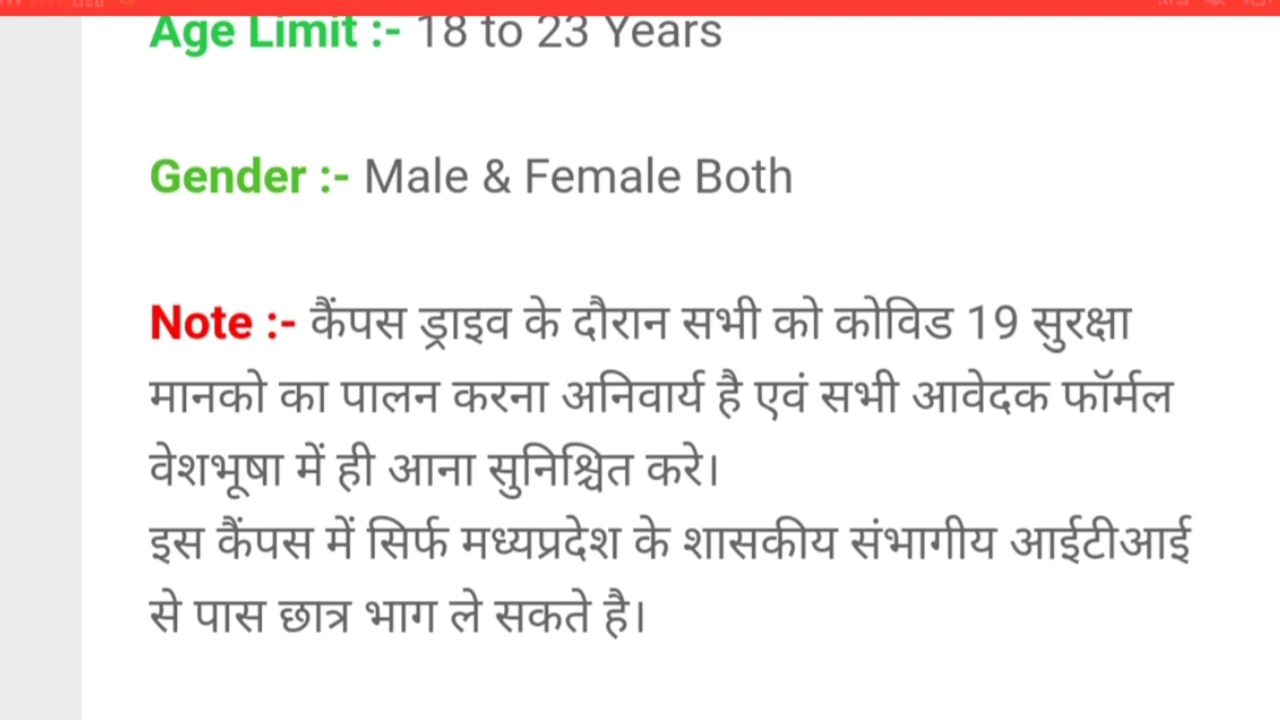 Age Limit :- 18 to 23 Years
Gender :- Male & Female Both
Note :- कैंपस ड्राइव के दौरान सभी को कोविड 19 सुरक्षा
मानको का पालन करना अनिवार्य है एवं सभी आवेदक फॉर्मल
वेशभूषा में ही आना सुनिश्चित करे।
इस कैंपस में सिर्फ मध्यप्रदेश के शासकीय संभागीय आईटीआई
से पास छात्र भाग ले सकते है।